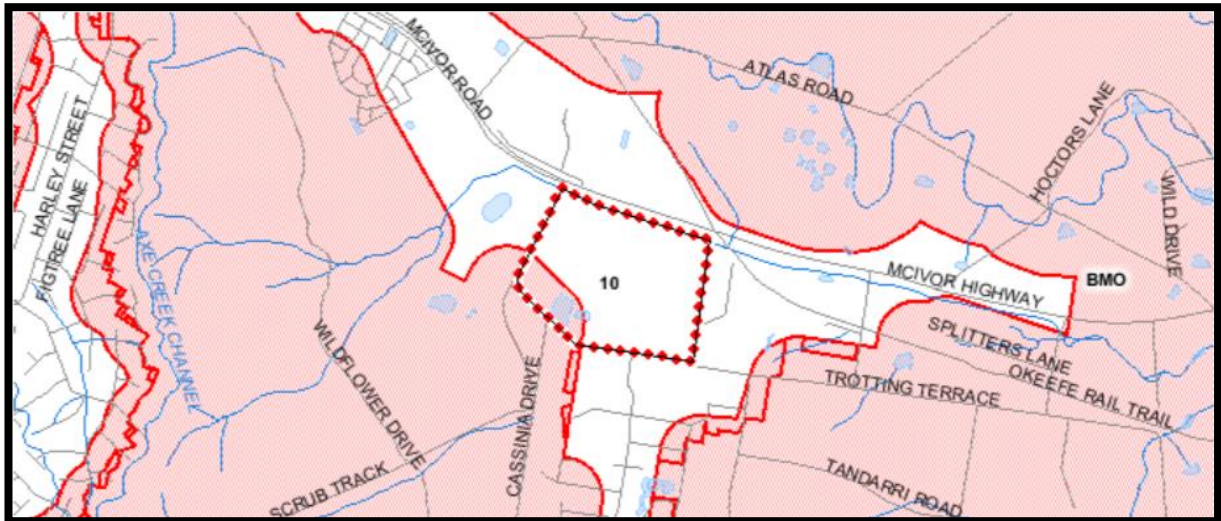 MCIVOR ROAD
ATLAS ROAD
HOCTORS LANE
WILD DRIVE
HARLEY STREET
FIGTREE LANE
AXE CREEK CHANNEL
10
MCIVOR HIGHWAY
BMO
WILDFLOWER DRIVE
CASSINIA DRIVE
SPLITTERS LANE
OKEEFE RAIL TRAIL
TROTTING TERRACE
SCRUB TRACK
TANDARRI ROAD